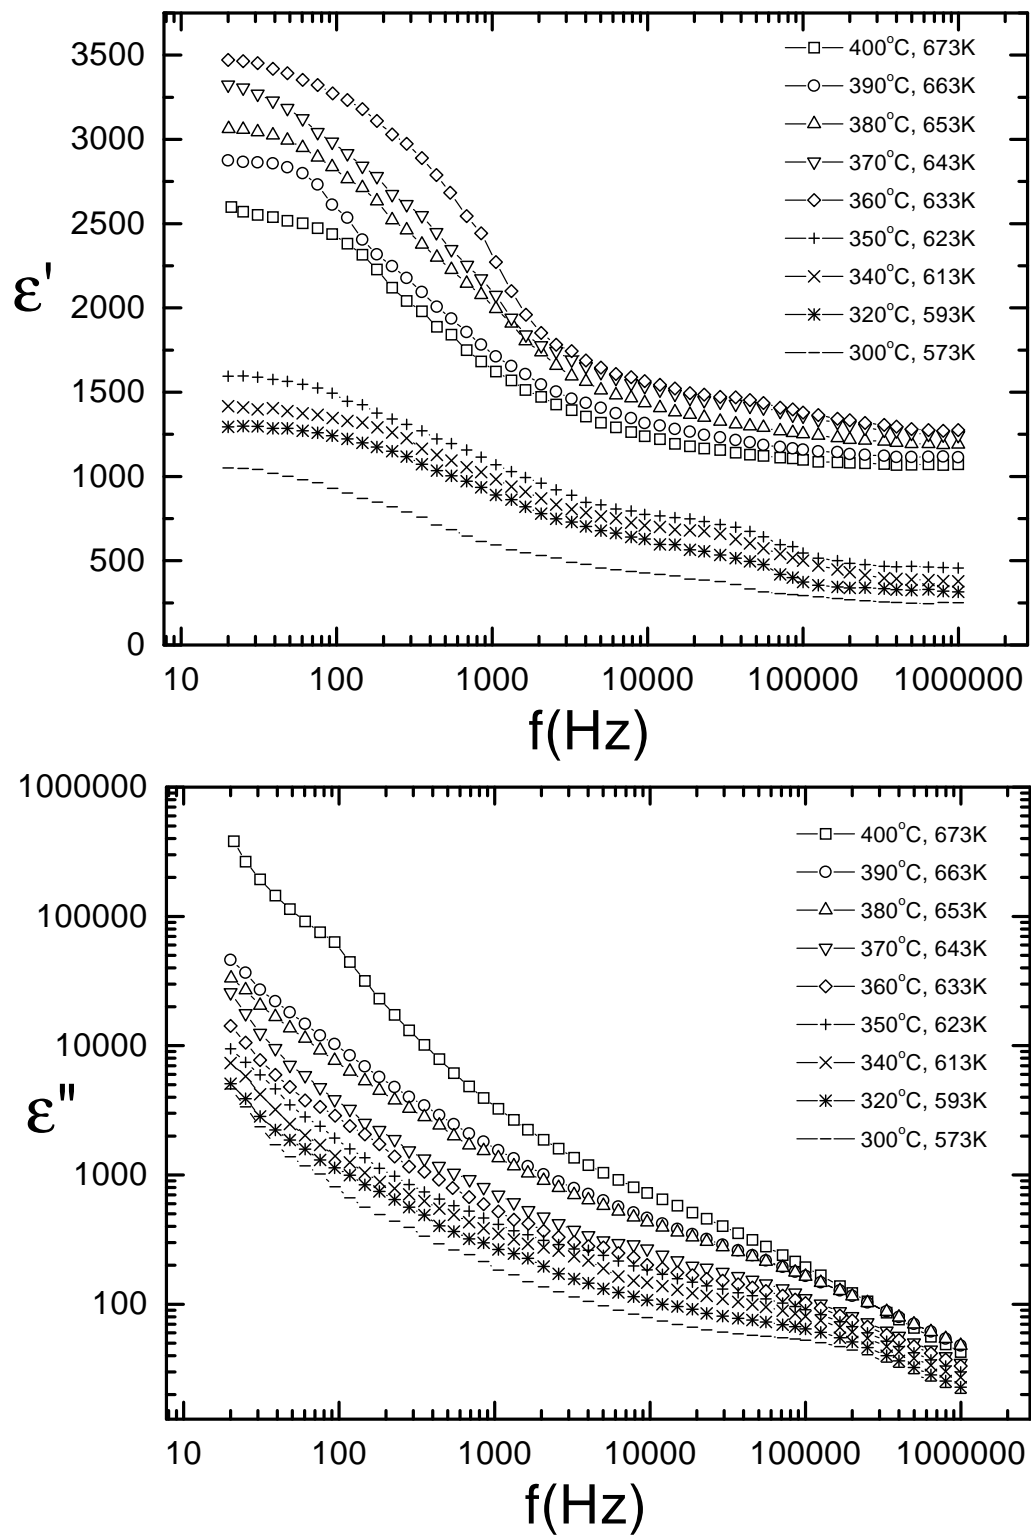 3500
3000
2500
2000
1500
1000
500
0
ε'
400°C, 673K
390°C, 663K
380°C, 653K
370°C, 643K
360°C, 633K
350°C, 623K
340°C, 613K
320°C, 593K
300°C, 573K
10 100 1000 10000 100000 1000000
f(Hz)
1000000
100000
10000
1000
100
ε"
400°C, 673K
390°C, 663K
380°C, 653K
370°C, 643K
360°C, 633K
350°C, 623K
340°C, 613K
320°C, 593K
300°C, 573K
10 100 1000 10000 100000 1000000
f(Hz)